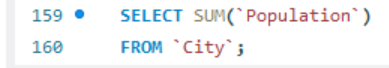 159 SELECT SUM(`Population`)
160 FROM `City`;